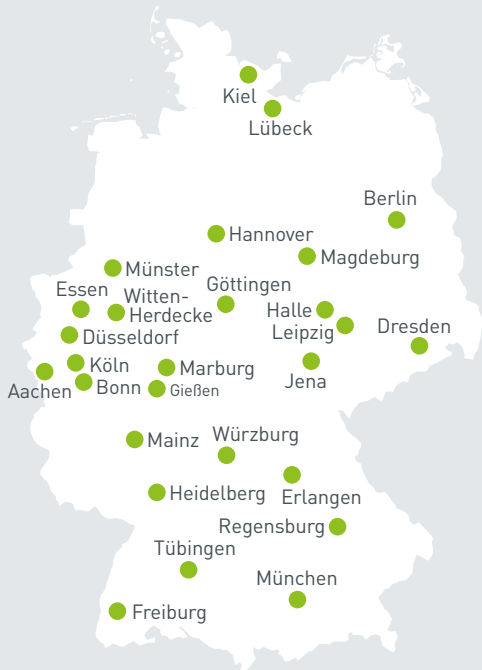 Kiel
Lübeck
Berlin
Hannover
Magdeburg
Münster
Göttingen
Essen
Witten-
Herdecke
Halle
Leipzig
Dresden
Düsseldorf
Köln
Marburg
Jena
Aachen
Bonn
Gießen
Mainz
Würzburg
Heidelberg
Erlangen
Regensburg
Tübingen
München
Freiburg